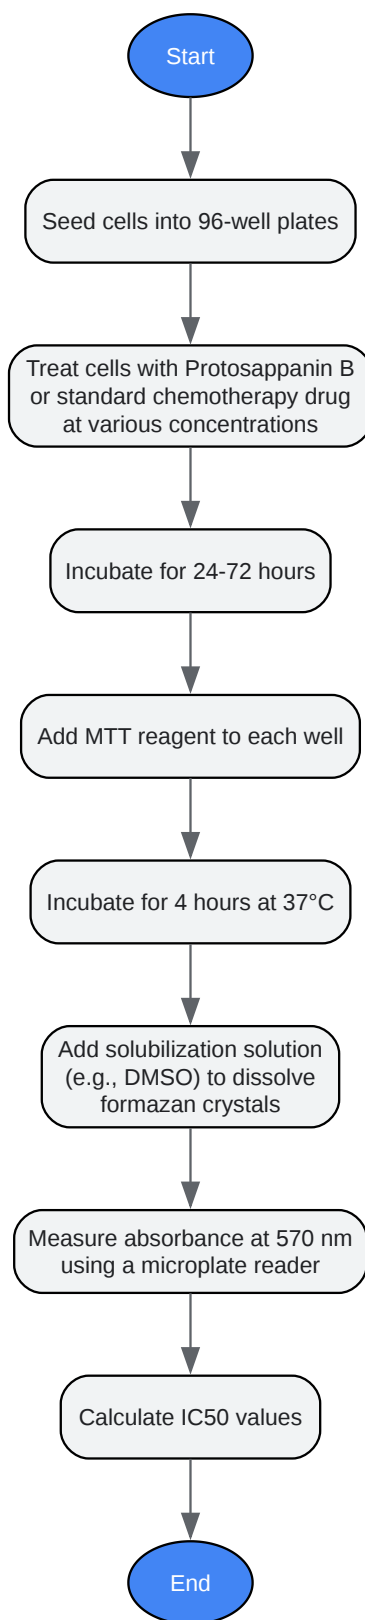 Start
Seed cells into 96-well plates
Treat cells with Protosappanin B
or standard chemotherapy drug
at various concentrations
Incubate for 24-72 hours
Add MTT reagent to each well
Incubate for 4 hours at 37°C
Add solubilization solution
(e.g., DMSO) to dissolve
formazan crystals
Measure absorbance at 570 nm
using a microplate reader
Calculate IC50 values
End